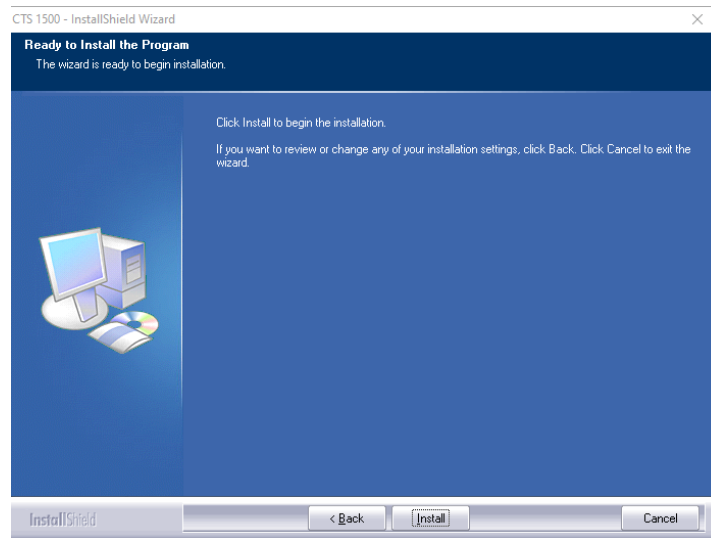 CTS 1500 - InstallShield Wizard
Ready to Install the Program
The wizard is ready to begin installation.
Click Install to begin the installation.
If you want to review or change any of your installation settings, click Back. Click Cancel to exit the
wizard.
InstallShield
< Back
Install
Cancel